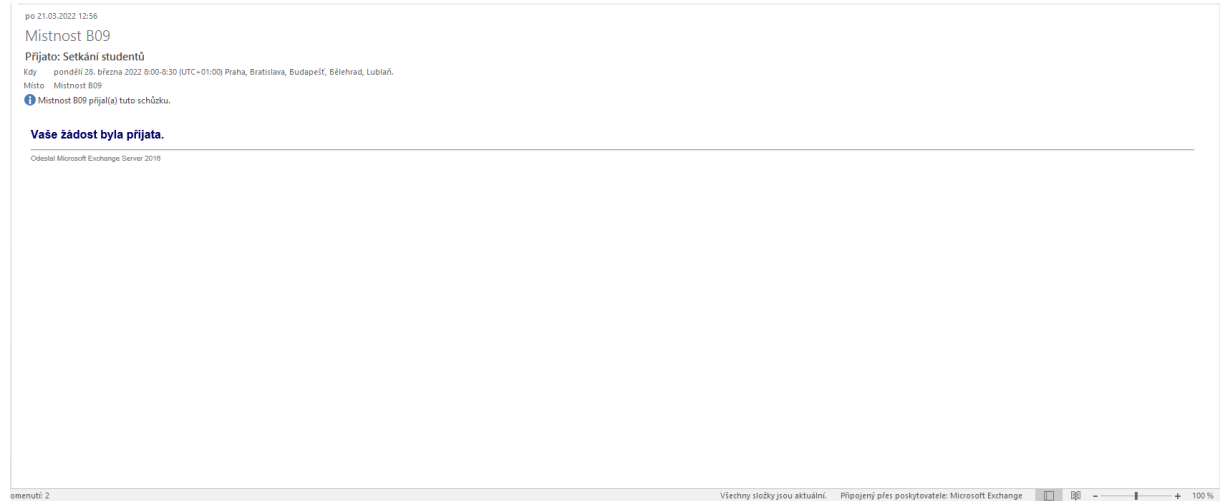 po 21.03.2022 12:56
Mistnost B09
Přijato: Setkání studentů
Kdy pondělí 28. března 2022 8:00-8:30 (UTC+01:00) Praha, Bratislava, Budapešť, Bělehrad, Lublaň.
Místo Mistnost B09
Mistnost B09 přijal(a) tuto schůzku.
Vaše žádost byla přijata.
Odeslal Microsoft Exchange Server 2016
omenutí: 2 Všechny složky jsou aktuální. Připojený přes poskytovatele: Microsoft Exchange - + 100 %